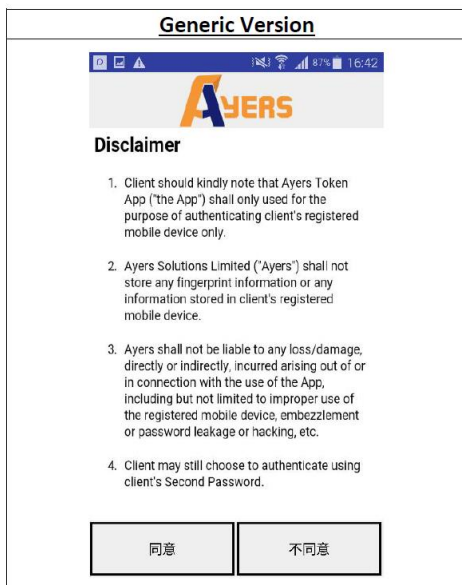 Generic Version
87% 16:42
AYERS
Disclaimer
1. Client should kindly note that Ayers Token
App ("the App") shall only used for the
purpose of authenticating client's registered
mobile device only.
2. Ayers Solutions Limited ("Ayers") shall not
store any fingerprint information or any
information stored in client's registered
mobile device.
3. Ayers shall not be liable to any loss/damage,
directly or indirectly, incurred arising out of or
in connection with the use of the App,
including but not limited to improper use of
the registered mobile device, embezzlement
or password leakage or hacking, etc.
4. Client may still choose to authenticate using
client's Second Password.
同意 不同意